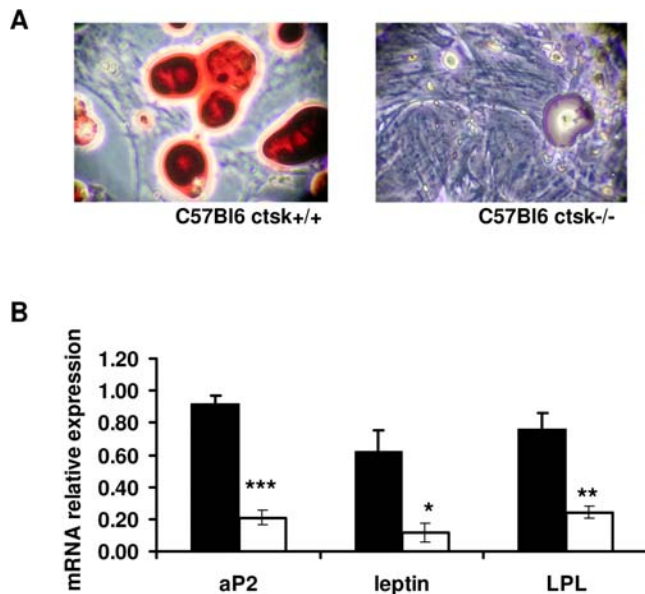 A
C57Bl6 ctsk+/+
C57Bl6 ctsk-/-
B
mRNA relative expression
1.20
1.00
0.80
0.60
0.40
0.20
0.00
***
*
**
aP2
leptin
LPL